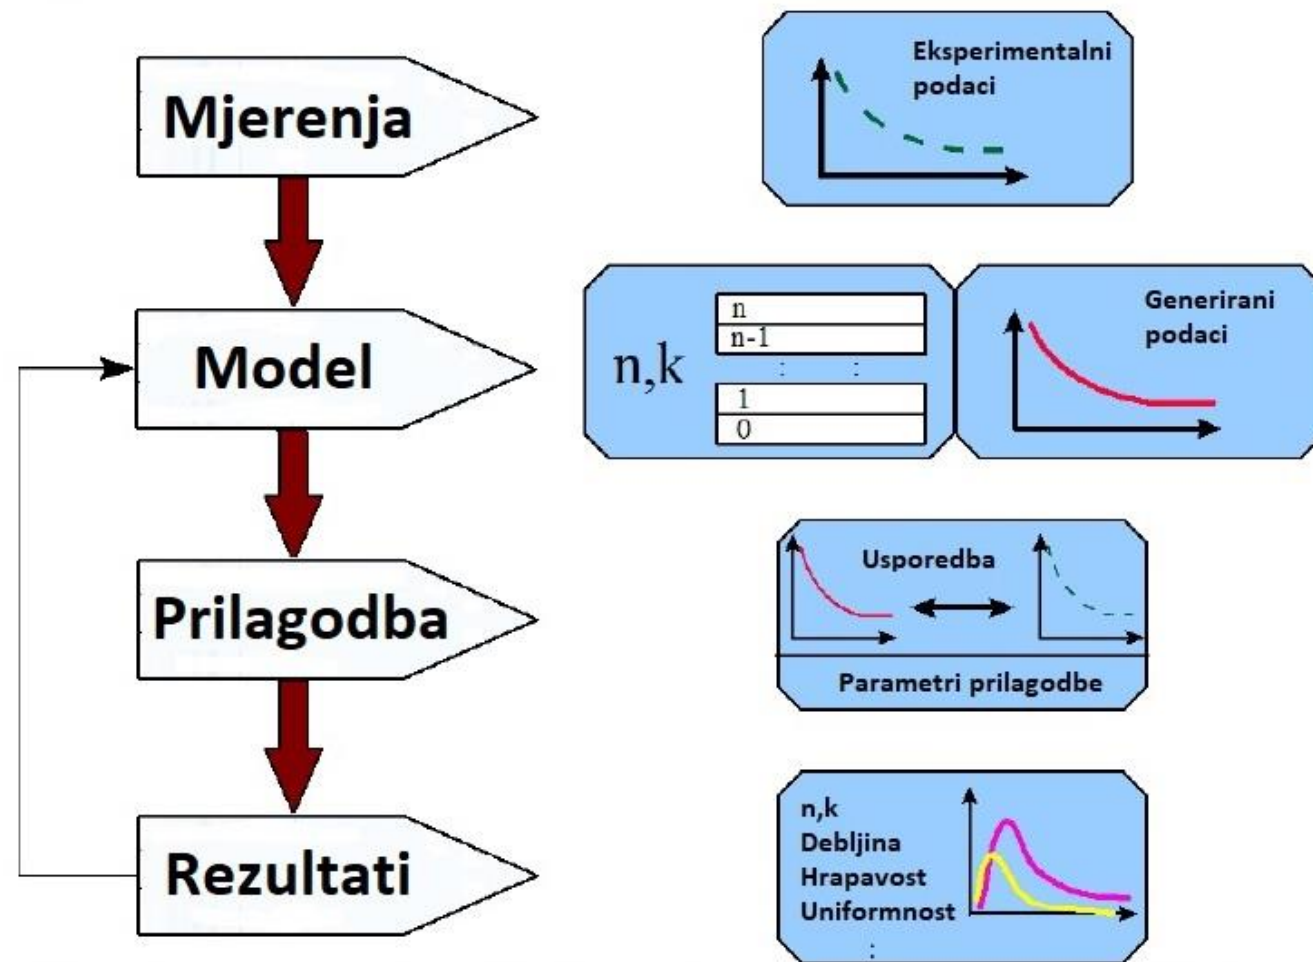 Mjerenja
Eksperimentalni
podaci
Model
n,k
n
n-1
: :
1
0
Generirani
podaci
Prilagodba
Usporedba
Parametri prilagodbe
Rezultati
n,k
Debljina
Hrapavost
Uniformnost
: